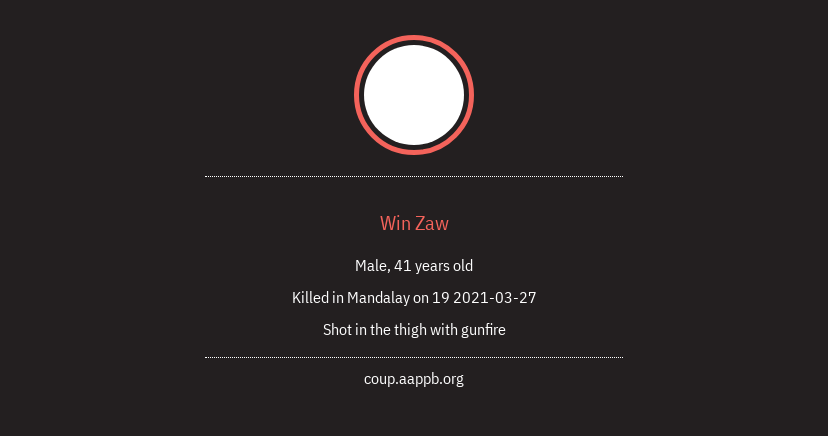 Win Zaw
Male, 41 years old
Killed in Mandalay on 19 2021-03-27
Shot in the thigh with gunfire
coup.aappb.org